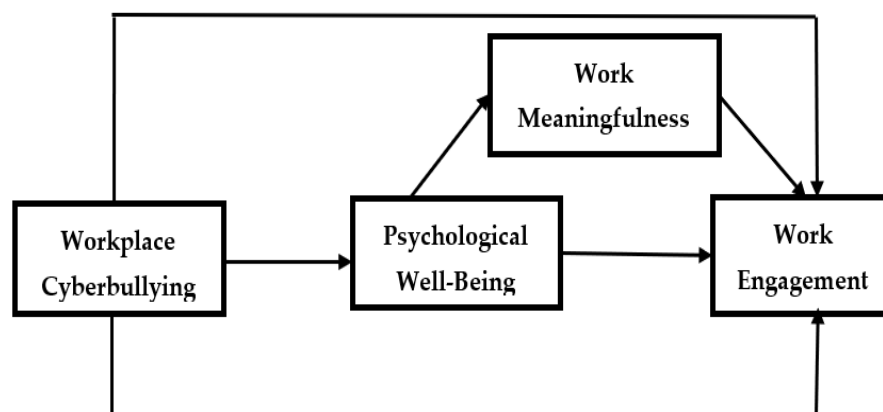 Work
Meaningfulness
Workplace
Cyberbullying
Psychological
Well-Being
Work
Engagement